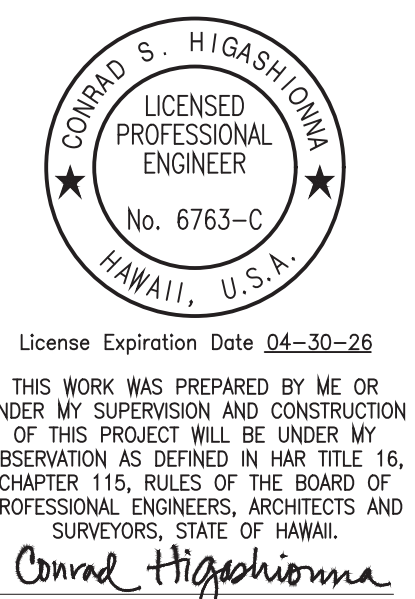 CONRAD S. HIGASHIONNA
LICENSED
PROFESSIONAL
ENGINEER
No. 6763-C
HAWAII, U.S.A.
License Expiration Date 04-30-26
THIS WORK WAS PREPARED BY ME OR
NDER MY SUPERVISION AND CONSTRUCTION
OF THIS PROJECT WILL BE UNDER MY
BSERVATION AS DEFINED IN HAR TITLE 16,
CHAPTER 115, RULES OF THE BOARD OF
ROFESSIONAL ENGINEERS, ARCHITECTS AND
SURVEYORS, STATE OF HAWAII.
Conrad Higashionna